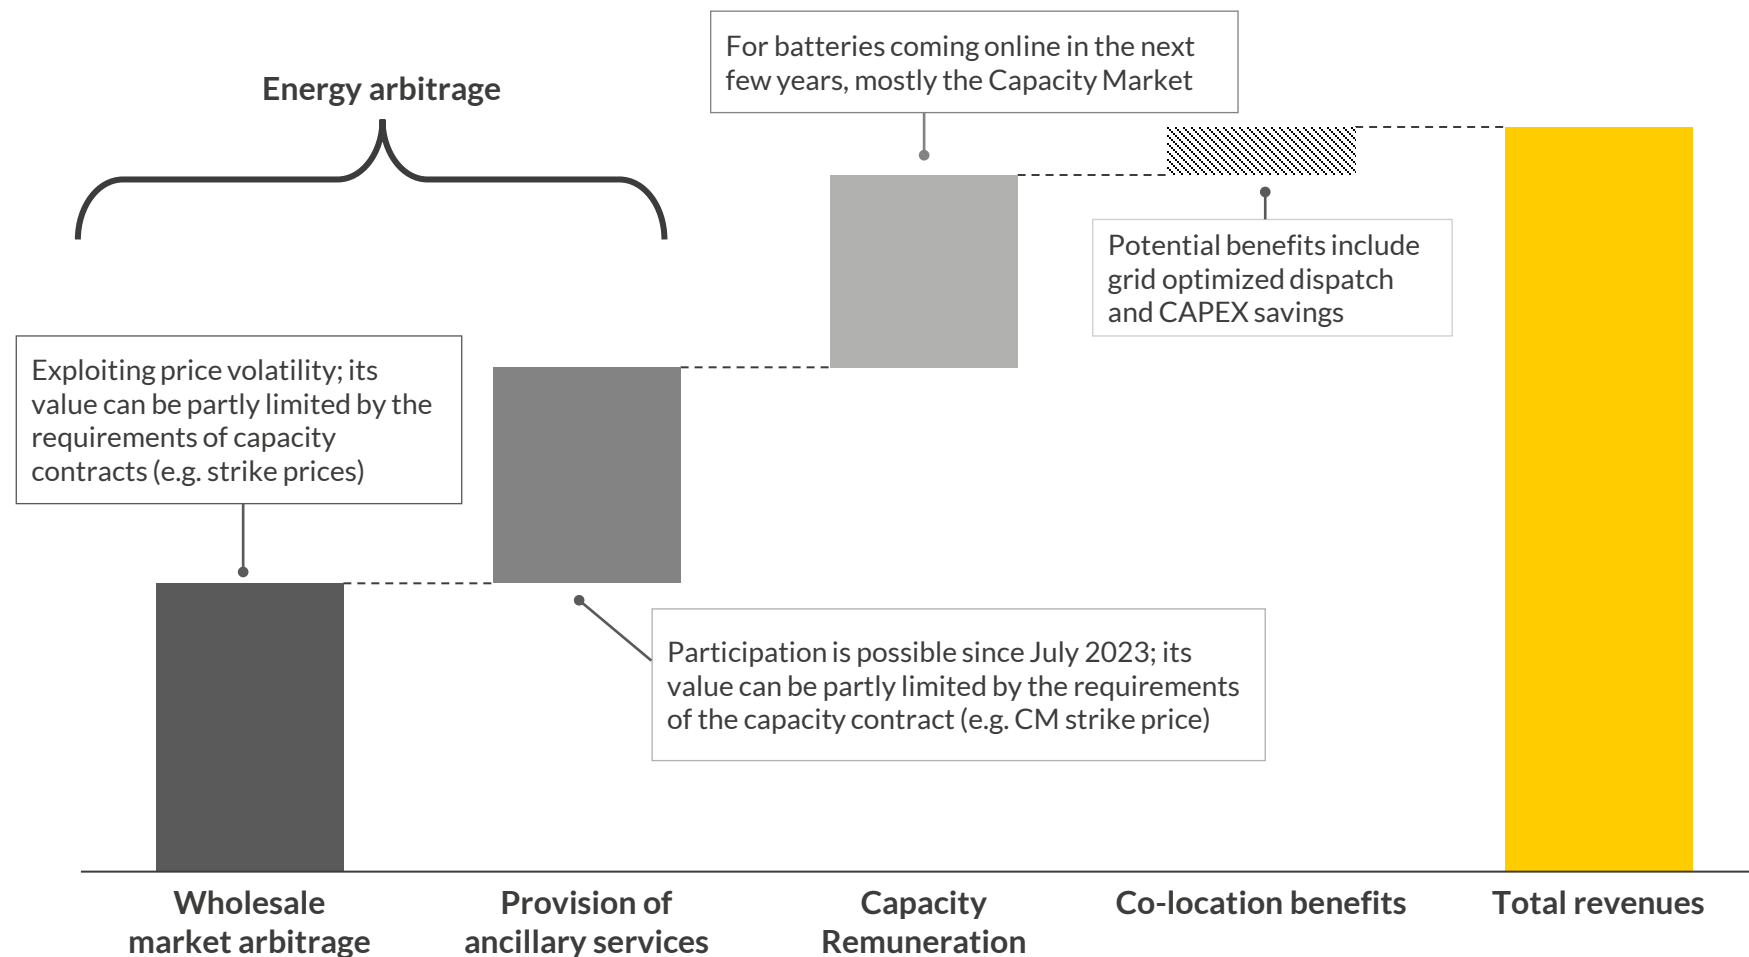 Energy arbitrage
For batteries coming online in the next
few years, mostly the Capacity Market
Potential benefits include
grid optimized dispatch
and CAPEX savings
Exploiting price volatility; its
value can be partly limited by the
requirements of capacity
contracts (e.g. strike prices)
Participation is possible since July 2023; its
value can be partly limited by the requirements
of the capacity contract (e.g. CM strike price)
Wholesale
market arbitrage
Provision of
ancillary services
Capacity
Remuneration
Co-location benefits
Total revenues